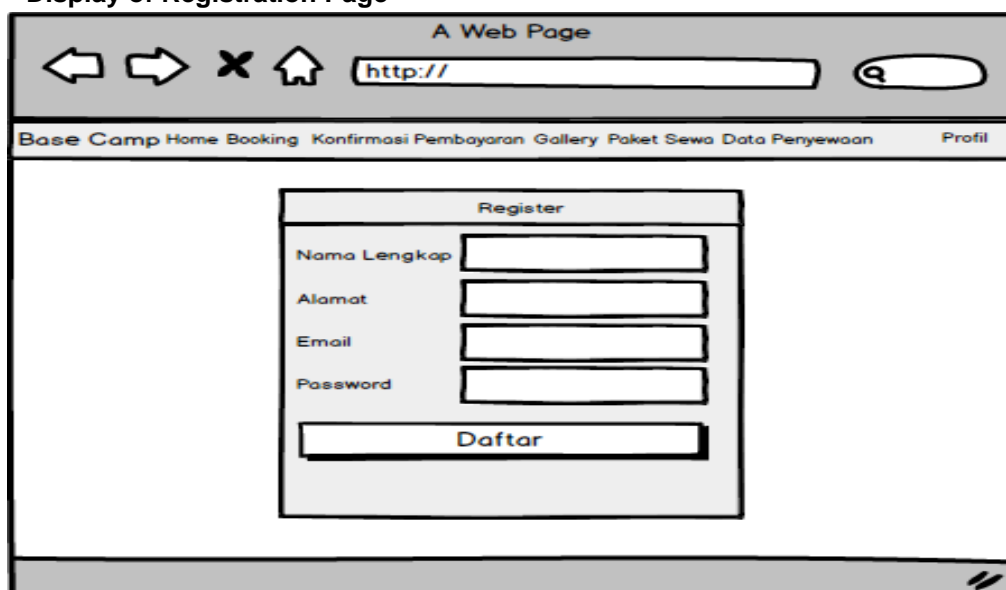 Display of Registration Page
A Web Page
http://
Base Camp Home Booking Konfirmasi Pembayaran Gallery Paket Sewa Data Penyewaan Profil
Register
Nama Lengkap
Alamat
Email
Password
Daftar